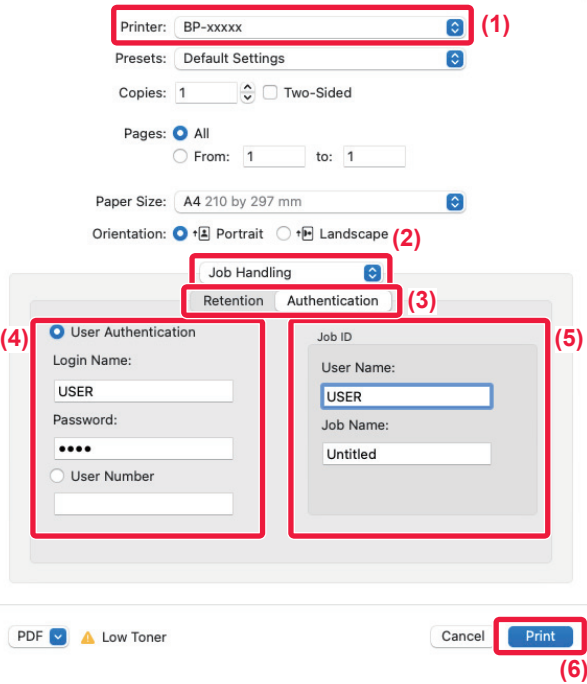 Printer: BP-xxxxx (1)
Presets: Default Settings
Copies: 1 Two-Sided
Pages: All
From: 1 to: 1
Paper Size: A4 210 by 297 mm
Orientation: Portrait Landscape
(2)
Job Handling
Retention Authentication (3)
(4)
User Authentication
Login Name:
USER
Password:
••••
User Number
(5)
Job ID
User Name:
USER
Job Name:
Untitled
PDF Low Toner Cancel Print
(6)